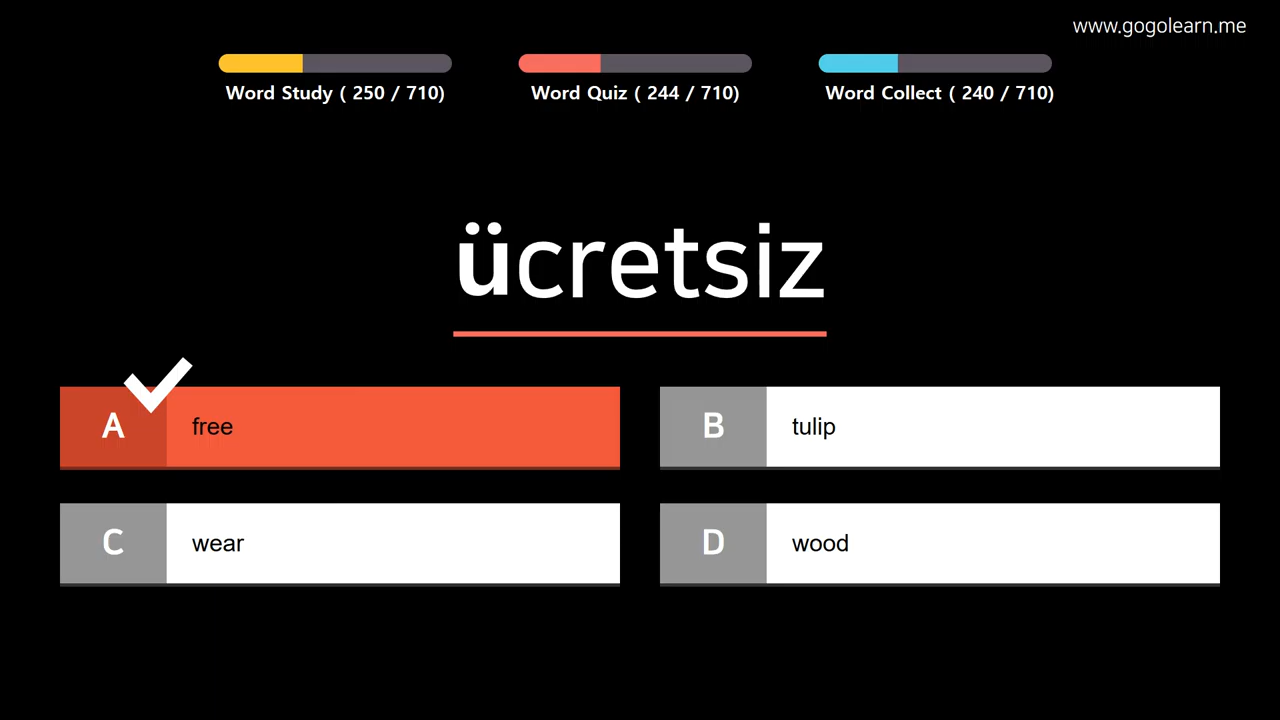 www.gogolearn.me
Word Study ( 250 / 710)
Word Quiz ( 244 / 710)
Word Collect ( 240 / 710)
ücretsiz
A free
B tulip
C wear
D wood